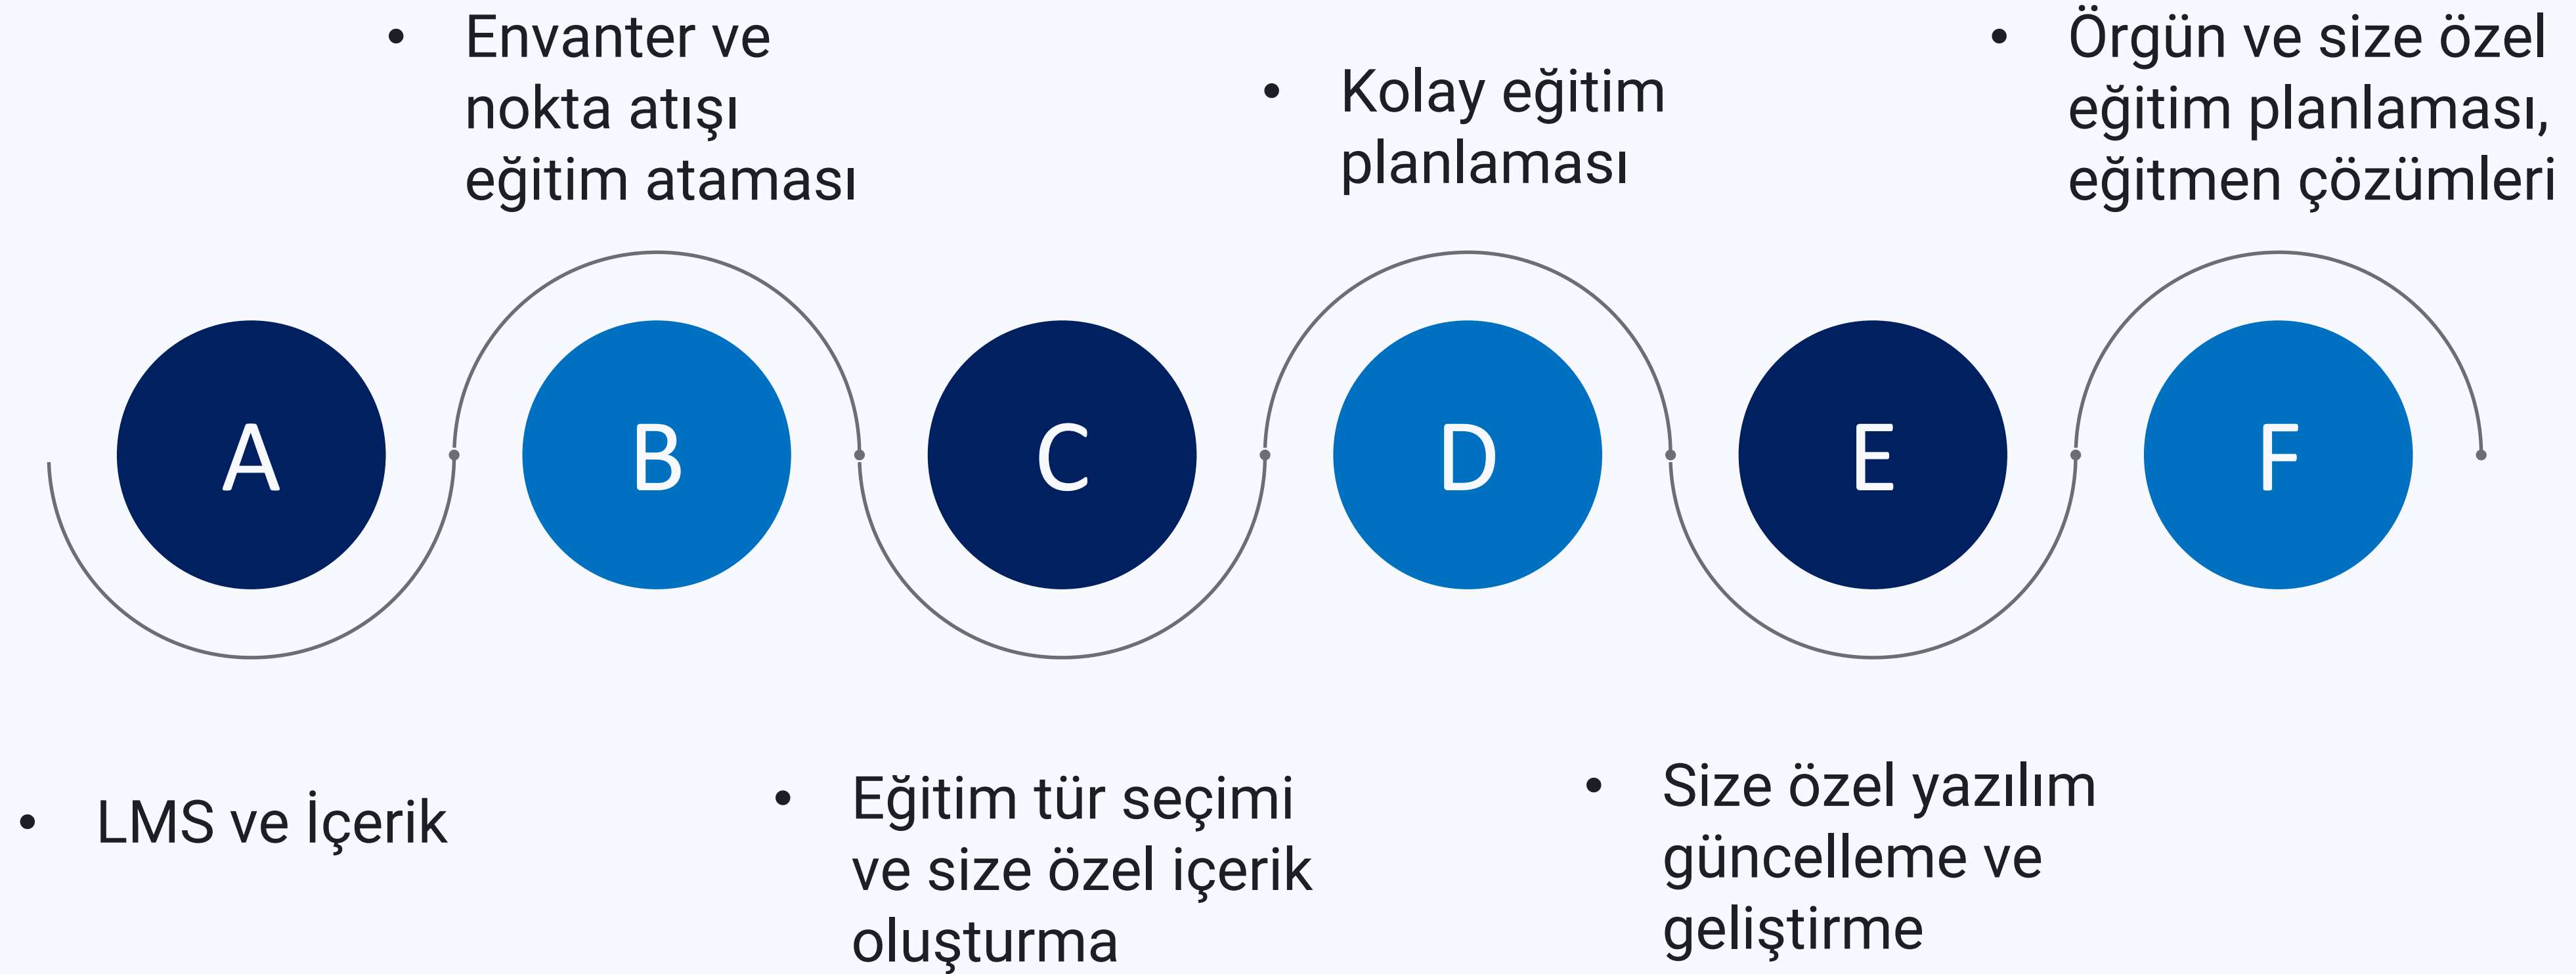 • Envanter ve
nokta atışı
eğitim ataması
• Kolay eğitim
planlaması
• Örgün ve size özel
eğitim planlaması,
eğitmen çözümleri
A
B
C
D
E
F
• LMS ve İçerik
• Eğitim tür seçimi
ve size özel içerik
oluşturma
• Size özel yazılım
güncelleme ve
geliştirme